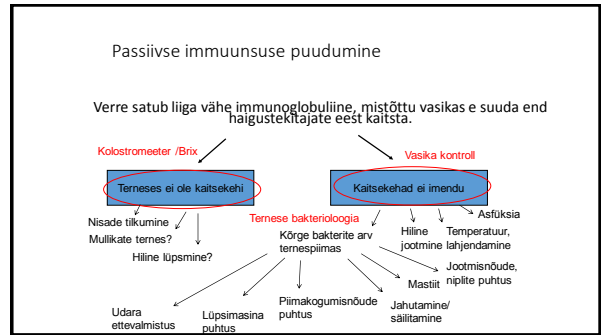 Passiivse immuunsuse puudumine
Verre satub liiga vähe immunoglobuliine, mistõttu vasikas e suuda end
haigustekitajate eest kaitsta.
Kolostromeeter /Brix
Vasika kontroll
Terneses ei ole kaitsekehi
Kaitsekehad ei imendu
Nisade tilkumine
Mullikate ternes?
Hiline lüpsmine?
Ternese bakterioloogia
Kõrge bakterite arv
ternespiimas
Hiline
jootmine
Temperatuur,
lahjendamine
Asfüksia
Jootmisnõude,
niplite puhtus
Mastiit
Jahutamine/
säilitamine
Piimakogumisnõude
puhtus
Lüpsimasina
puhtus
Udara
ettevalmistus